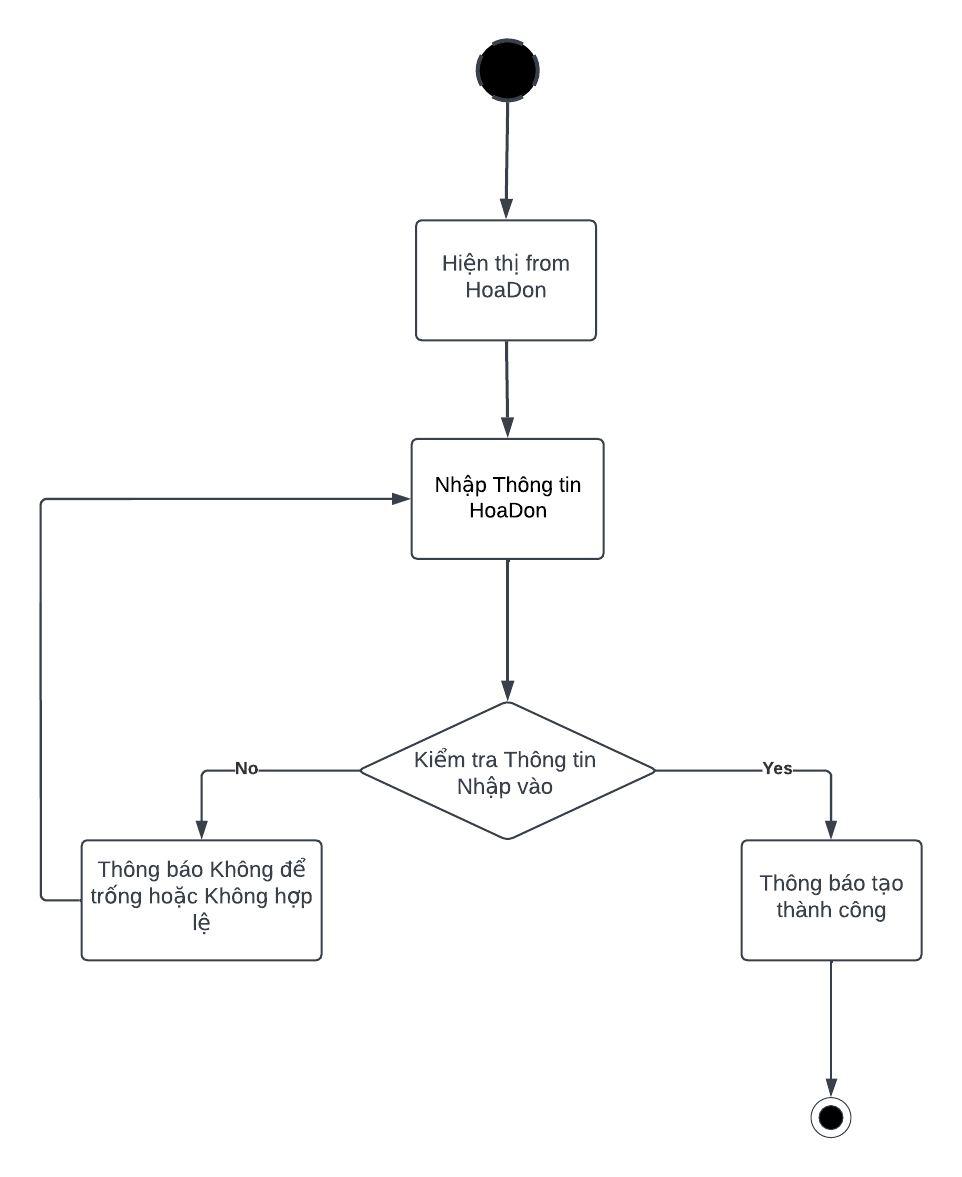 Hiện thị from
HoaDon
Nhập Thông tin
HoaDon
Kiểm tra Thông tin
Nhập vào
No
Yes
Thông báo Không để
trống hoặc Không hợp
lệ
Thông báo tạo
thành công